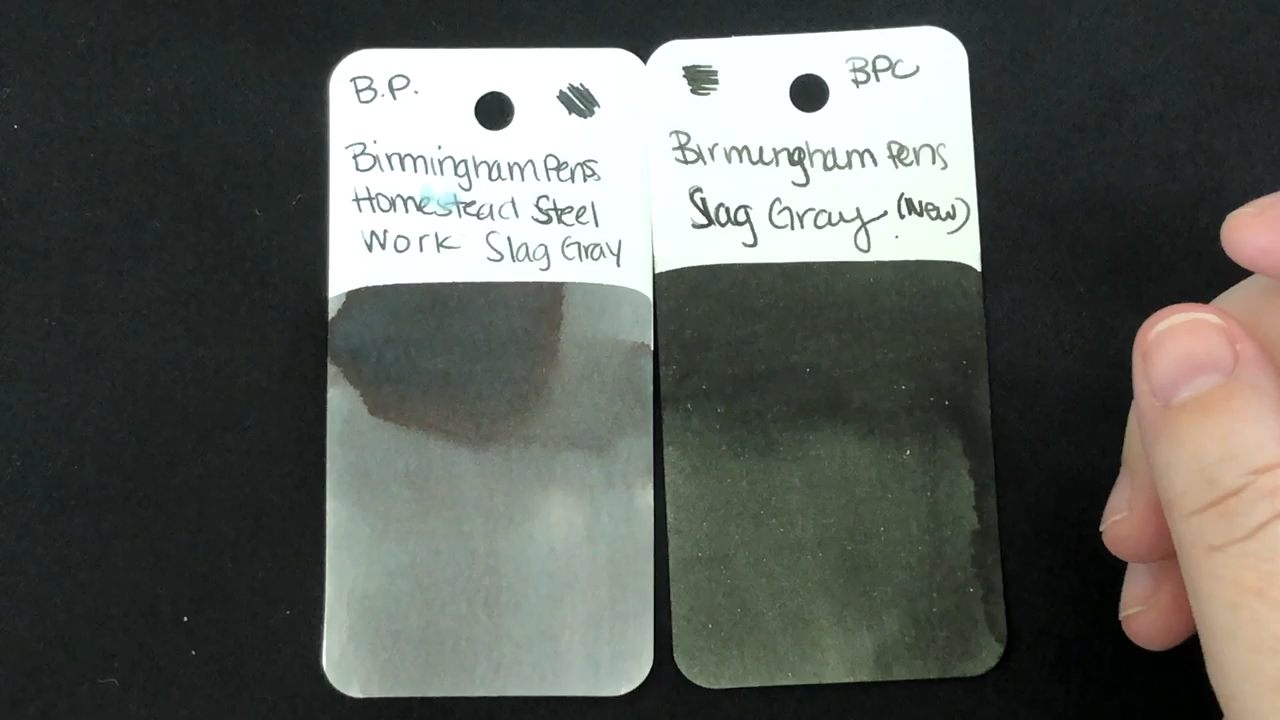 B.P.
Birmingham Pens
Homestead Steel
Work Slag Gray
BPC
Birmingham Pens
Slag Gray (New)